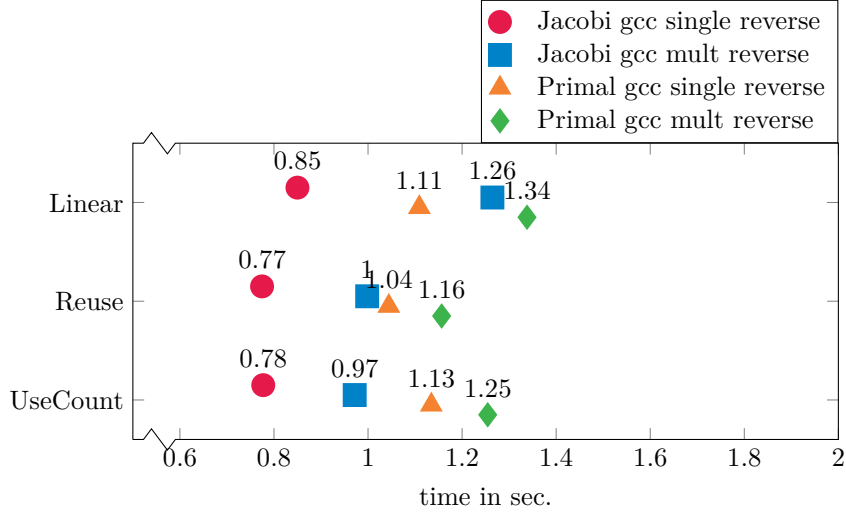 Jacobi gcc single reverse
Jacobi gcc mult reverse
Primal gcc single reverse
Primal gcc mult reverse
Linear
0.85
1.11
1.26
1.34
Reuse
0.77
1
1.04
1.16
UseCount
0.78
0.97
1.13
1.25
0.6 0.8 1 1.2 1.4 1.6 1.8 2
time in sec.